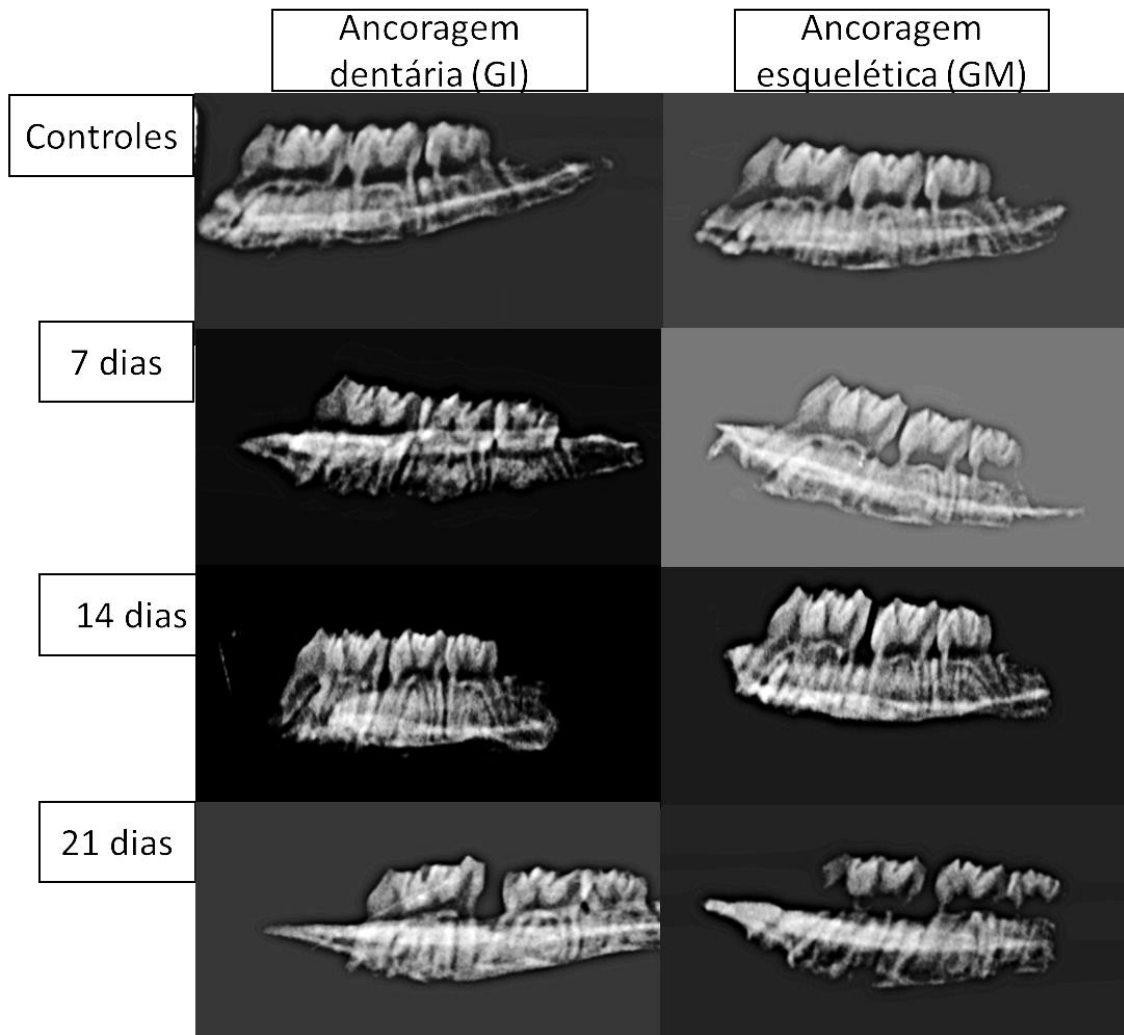 Ancoragem
dentária (GI)
Ancoragem
esquelética (GM)
Controles
7 dias
14 dias
21 dias